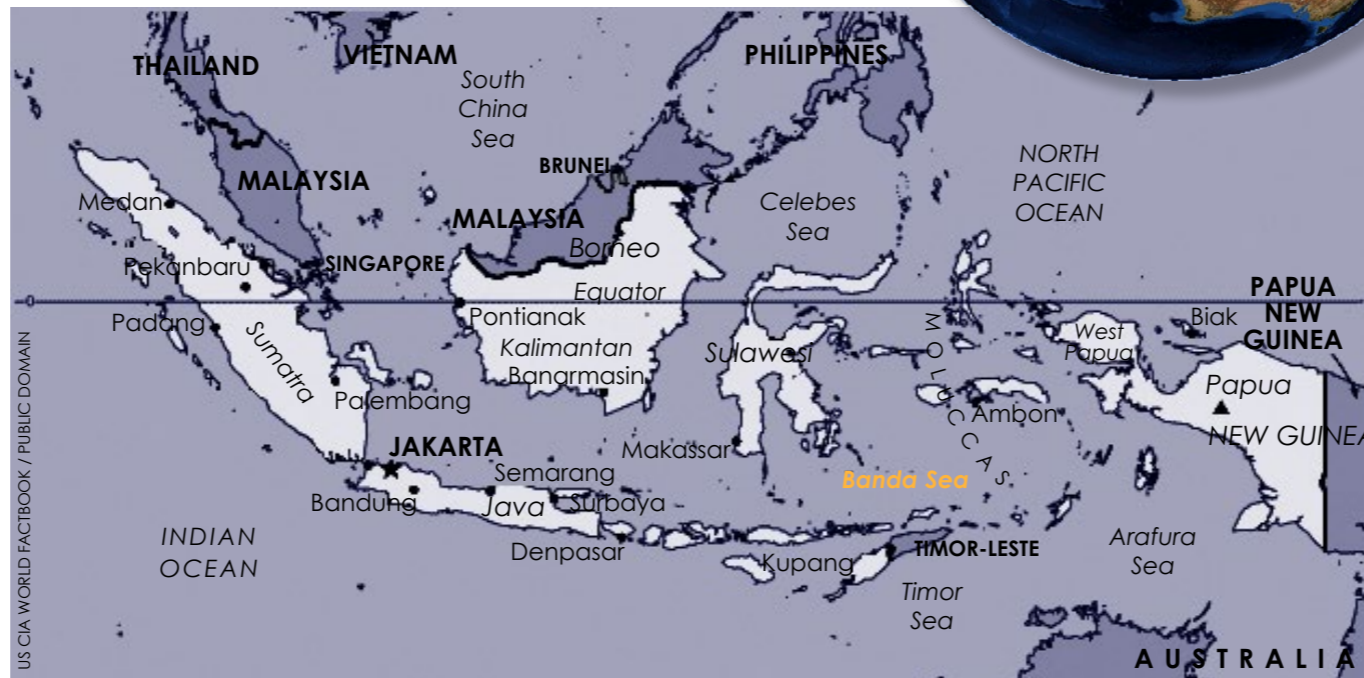 THAILAND
VIETNAM
PHILIPPINES
South
China
Sea
NORTH
PACIFIC
OCEAN
BRUNEI
MALAYSIA
MALAYSIA
Medan
Celebes
Sea
Borneo
Pekanbaru
SINGAPORE
0
Equator
PAPUA
NEW
GUINEA
Padang
Pontianak
Biak
MOLUCCAS
West
Papua
Sumatra
Kalimantan
Sulawesi
Banarmasin
Papua
Palembang
Ambon
NEW GUINEA
JAKARTA
Makassar
Semarang
Banda Sea
Bandung
Java
Surbaya
INDIAN
OCEAN
Denpasar
Kupang
TIMOR-LESTE
Arafura
Sea
Timor
Sea
AUSTRALIA
US CIA WORLD FACTBOOK / PUBLIC DOMAIN